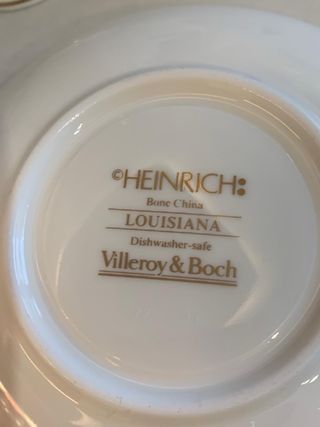 ©HEINRICH:
Bone China
LOUISIANA
Dishwasher-safe
Villeroy & Boch